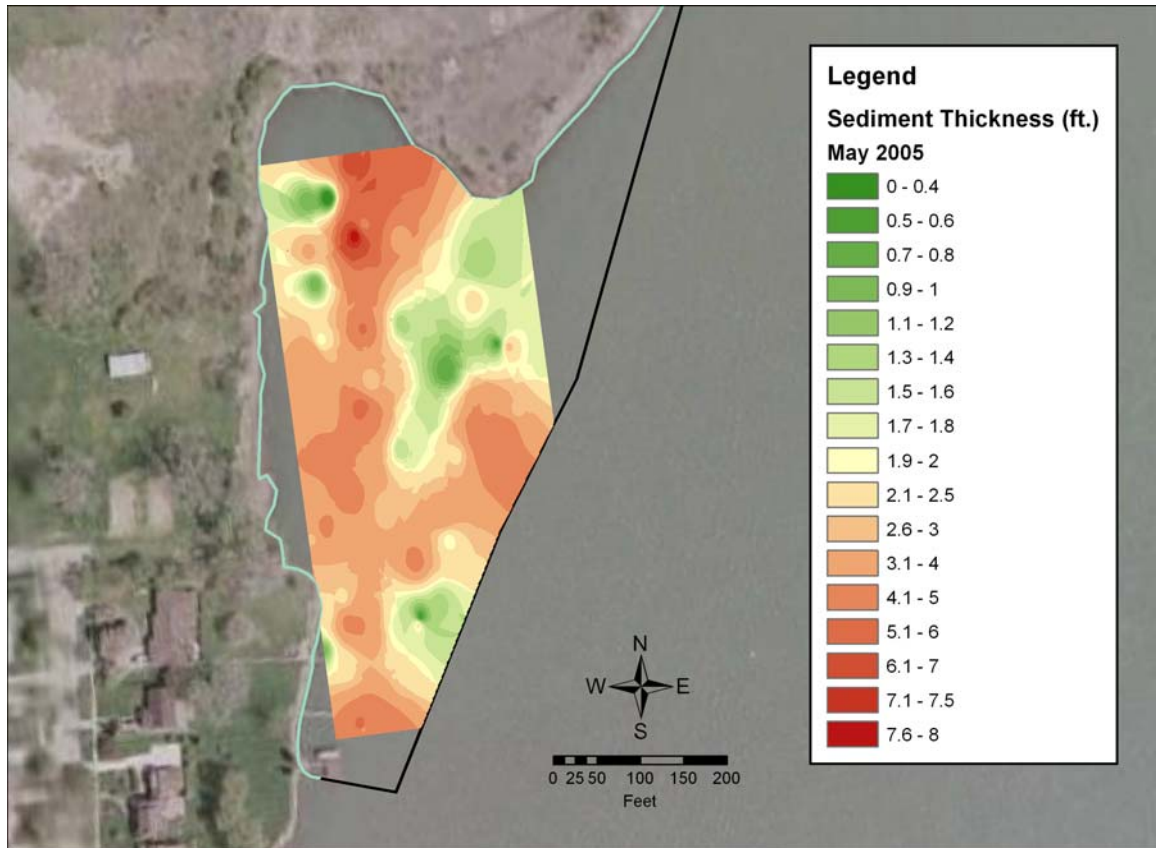 Legend
Sediment Thickness (ft.)
May 2005
0 - 0.4
0.5 - 0.6
0.7 - 0.8
0.9 - 1
1.1 - 1.2
1.3 - 1.4
1.5 - 1.6
1.7 - 1.8
1.9 - 2
2.1 - 2.5
2.6 - 3
3.1 - 4
4.1 - 5
5.1 - 6
6.1 - 7
7.1 - 7.5
7.6 - 8
N
W E
S
0 25 50 100 150 200
Feet